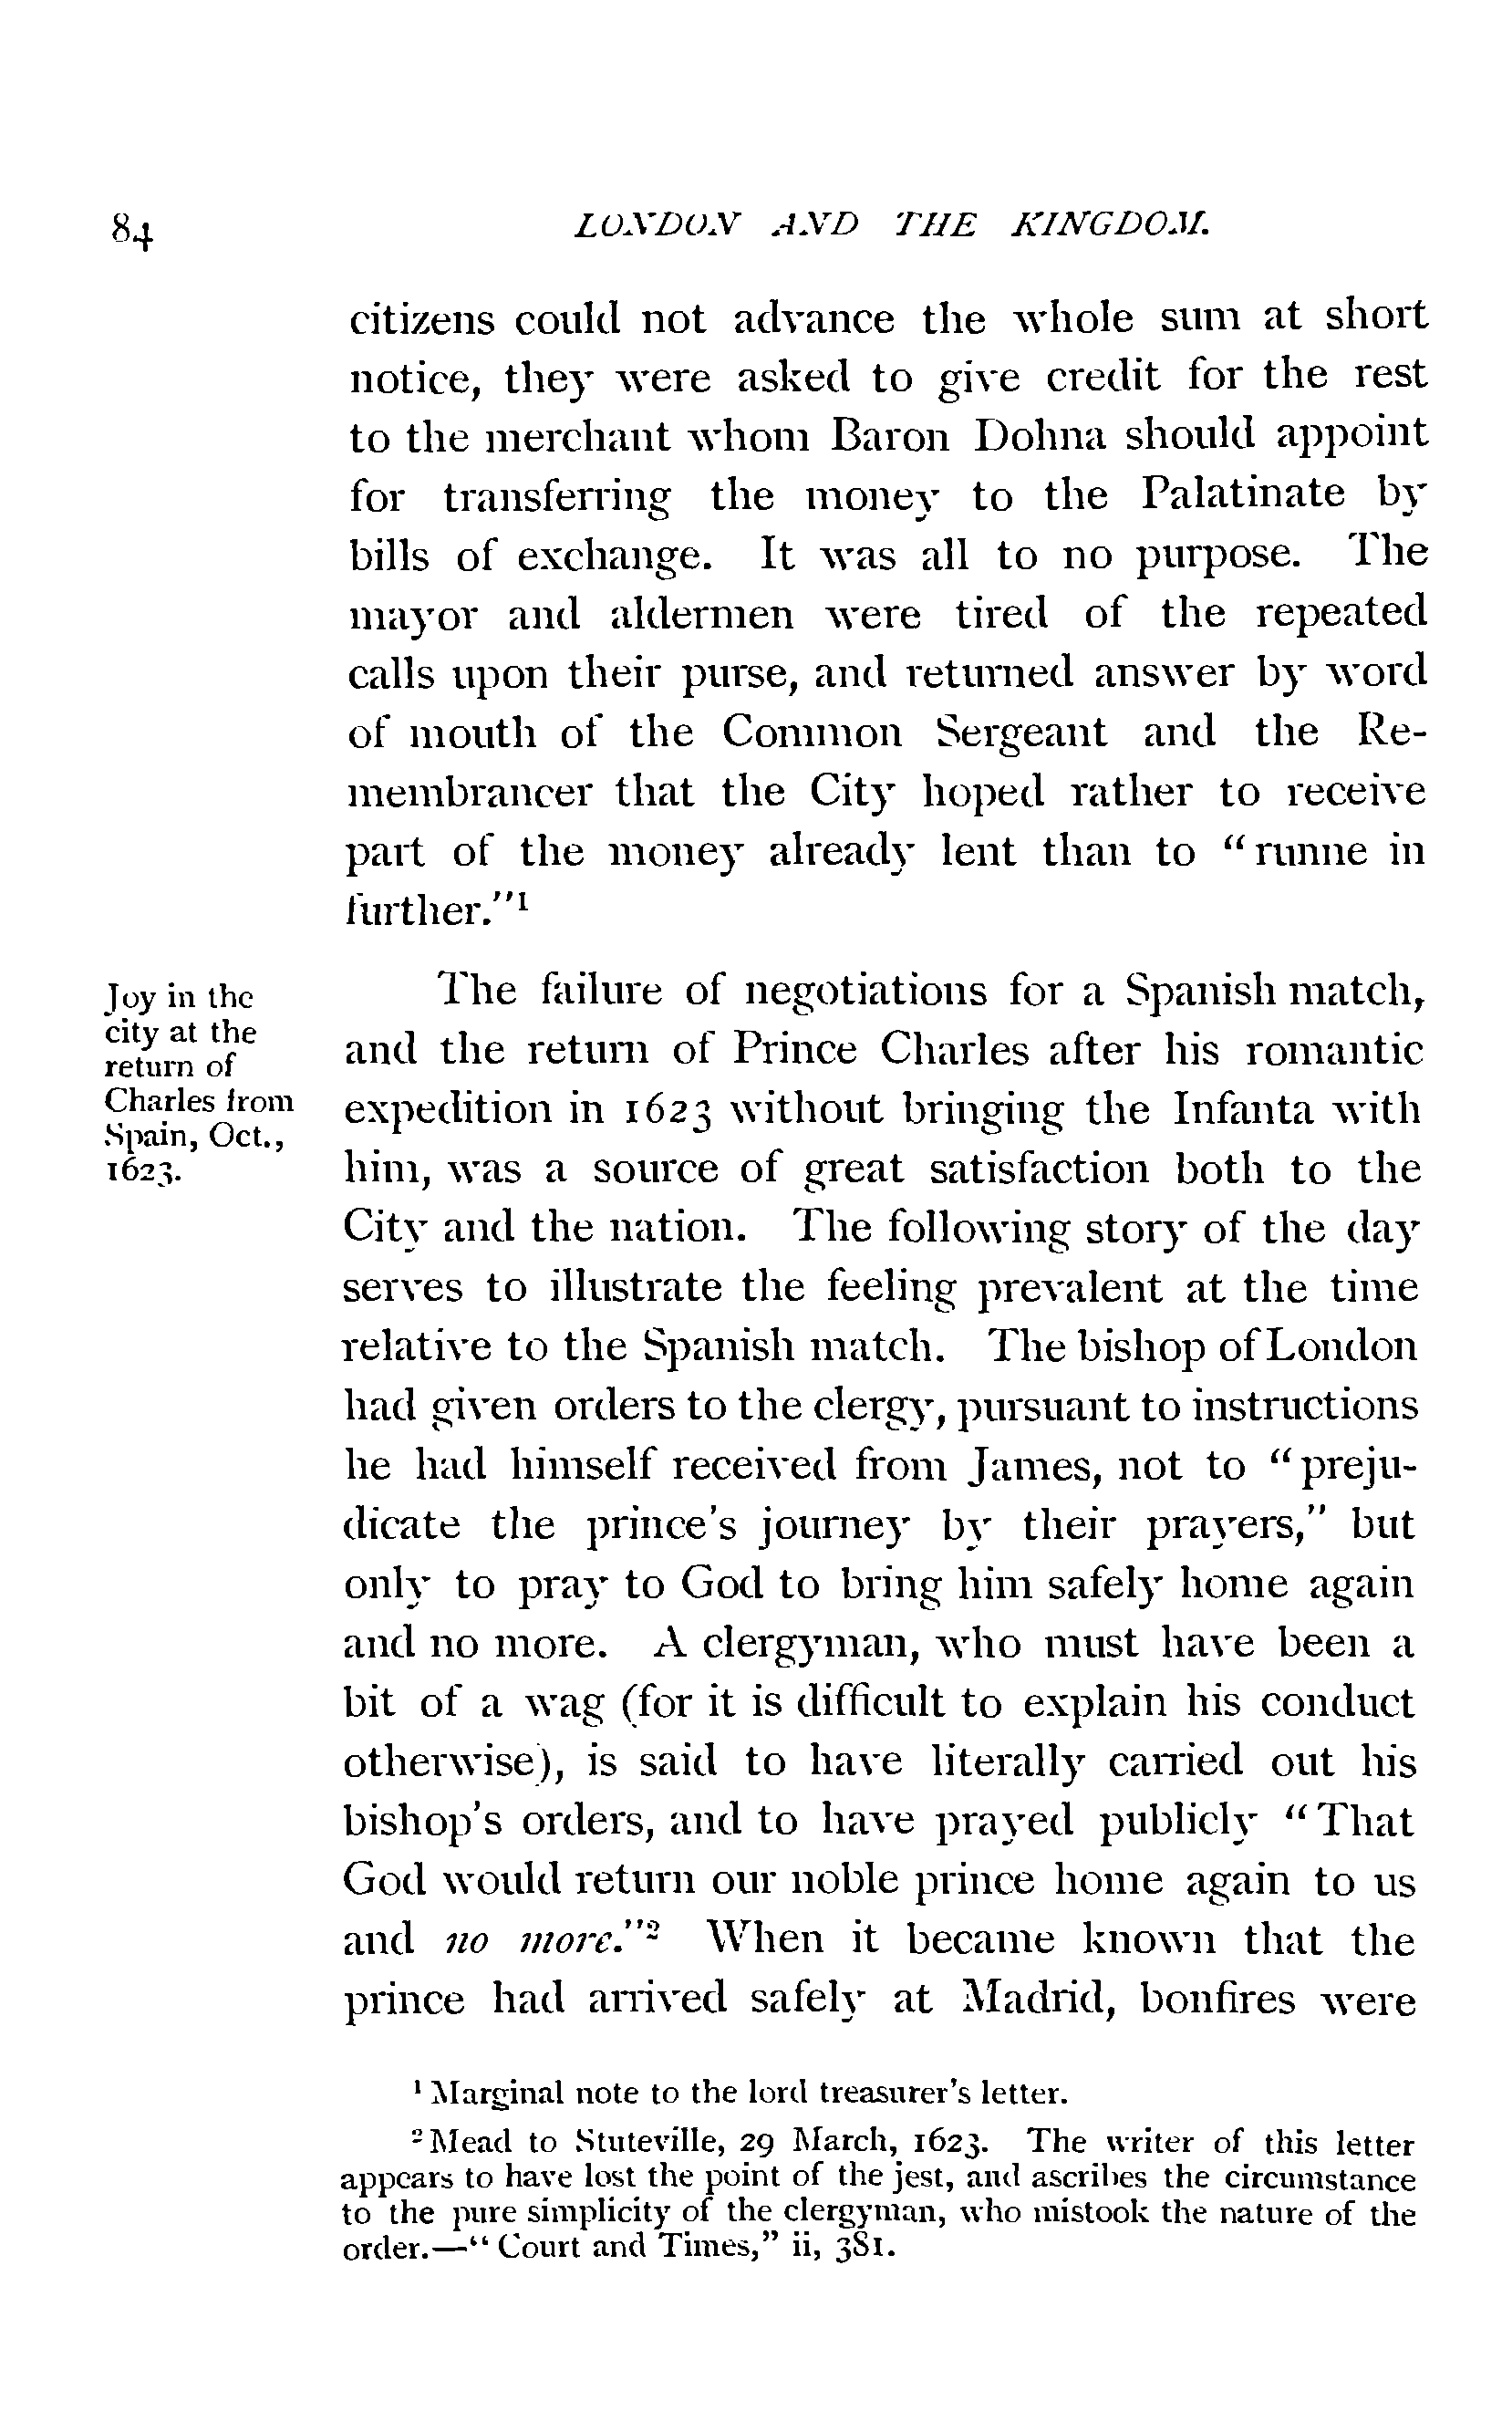 84 LONDON AND THE KINGDOM.
citizens could not advance the whole sum at short
notice, they were asked to give credit for the rest
to the merchant whom Baron Dohna should appoint
for transferring the money to the Palatinate by
bills of exchange. It was all to no purpose. The
mayor and aldermen were tired of the repeated
calls upon their purse, and returned answer by word
of mouth of the Common Sergeant and the Re-
membrancer that the City hoped rather to receive
part of the money already lent than to “runne in
further.”¹
Joy in the
city at the
return of
Charles from
Spain, Oct.,
1623.
The failure of negotiations for a Spanish match,
and the return of Prince Charles after his romantic
expedition in 1623 without bringing the Infanta with
him, was a source of great satisfaction both to the
City and the nation. The following story of the day
serves to illustrate the feeling prevalent at the time
relative to the Spanish match. The bishop of London
had given orders to the clergy, pursuant to instructions
he had himself received from James, not to “preju-
dicate the prince's journey by their prayers,” but
only to pray to God to bring him safely home again
and no more. A clergyman, who must have been a
bit of a wag (for it is difficult to explain his conduct
otherwise), is said to have literally carried out his
bishop's orders, and to have prayed publicly “That
God would return our noble prince home again to us
and no more.”² When it became known that the
prince had arrived safely at Madrid, bonfires were
¹ Marginal note to the lord treasurer's letter.
² Mead to Stuteville, 29 March, 1623. The writer of this letter
appears to have lost the point of the jest, and ascribes the circumstance
to the pure simplicity of the clergyman, who mistook the nature of the
order.—“Court and Times,” ii, 381.